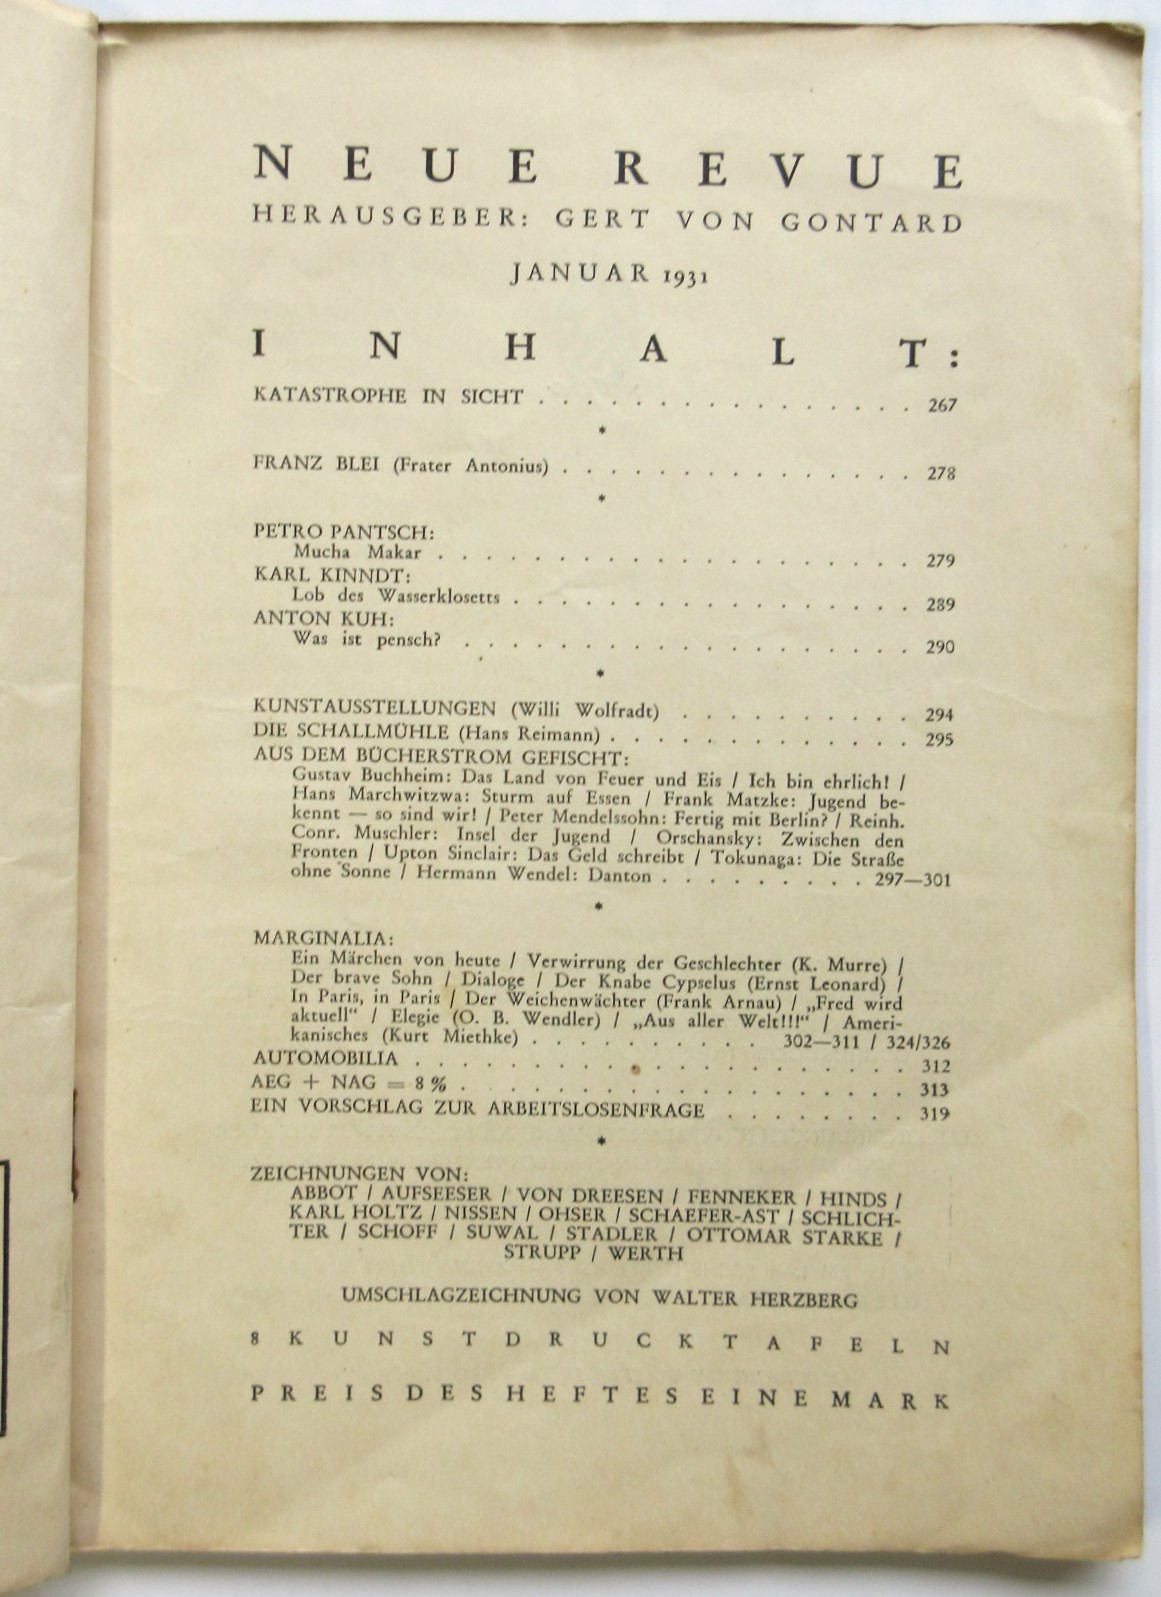 NEUE REVUE
HERAUSGEBER: GERT VON GONTARD
JANUAR 1931
INHALT:
KATASTROPHE IN SICHT . . . . . . . . . . . . . . . . 267
*
FRANZ BLEI (Frater Antonius) . . . . . . . . . . . . . . . 278
*
PETRO PANTSCH:
Mucha Makar . . . . . . . . . . . . . . . . . . . . 279
KARL KINNDT:
Lob des Wasserklosetts . . . . . . . . . . . . . . . . . 289
ANTON KUH:
Was ist pensch? . . . . . . . . . . . . . . . . . . . 290
*
KUNSTAUSSTELLUNGEN (Willi Wolfradt) . . . . . . . . . . 294
DIE SCHALLMÜHLE (Hans Reimann) . . . . . . . . . . . . . 295
AUS DEM BÜCHERSTROM GEFISCHT:
Gustav Buchheim: Das Land von Feuer und Eis / Ich bin ehrlich! /
Hans Marchwitzwa: Sturm auf Essen / Frank Matzke: Jugend be-
kennt — so sind wir! / Peter Mendelssohn: Fertig mit Berlin? / Reinh.
Conr. Muschler: Insel der Jugend / Orschansky: Zwischen den
Fronten / Upton Sinclair: Das Geld schreibt / Tokunaga: Die Straße
ohne Sonne / Hermann Wendel: Danton . . . . . . . . . 297—301
*
MARGINALIA:
Ein Märchen von heute / Verwirrung der Geschlechter (K. Murre) /
Der brave Sohn / Dialoge / Der Knabe Cypselus (Ernst Leonard) /
In Paris, in Paris / Der Weichenwächter (Frank Arnau) / „Fred wird
aktuell“ / Elegie (O. B. Wendler) / „Aus aller Welt!!!“ / Ameri-
kanisches (Kurt Miethke) . . . . . . . . . . 302—311 / 324/326
AUTOMOBILIA . . . . . . . . . . . . . . . . . . . . . 312
AEG + NAG = 8 % . . . . . . . . . . . . . . . . . . . 313
EIN VORSCHLAG ZUR ARBEITSLOSENFRAGE . . . . . . . . 319
*
ZEICHNUNGEN VON:
ABBOT / AUFSEESER / VON DREESEN / FENNEKER / HINDS /
KARL HOLTZ / NISSEN / OHSER / SCHAEFER-AST / SCHLICH-
TER / SCHOFF / SUWAL / STADLER / OTTOMAR STARKE /
STRUPP / WERTH
UMSCHLAGZEICHNUNG VON WALTER HERZBERG
8 KUNSTDRUCKTAFELN
PREIS DES HEFTES EINE MARK